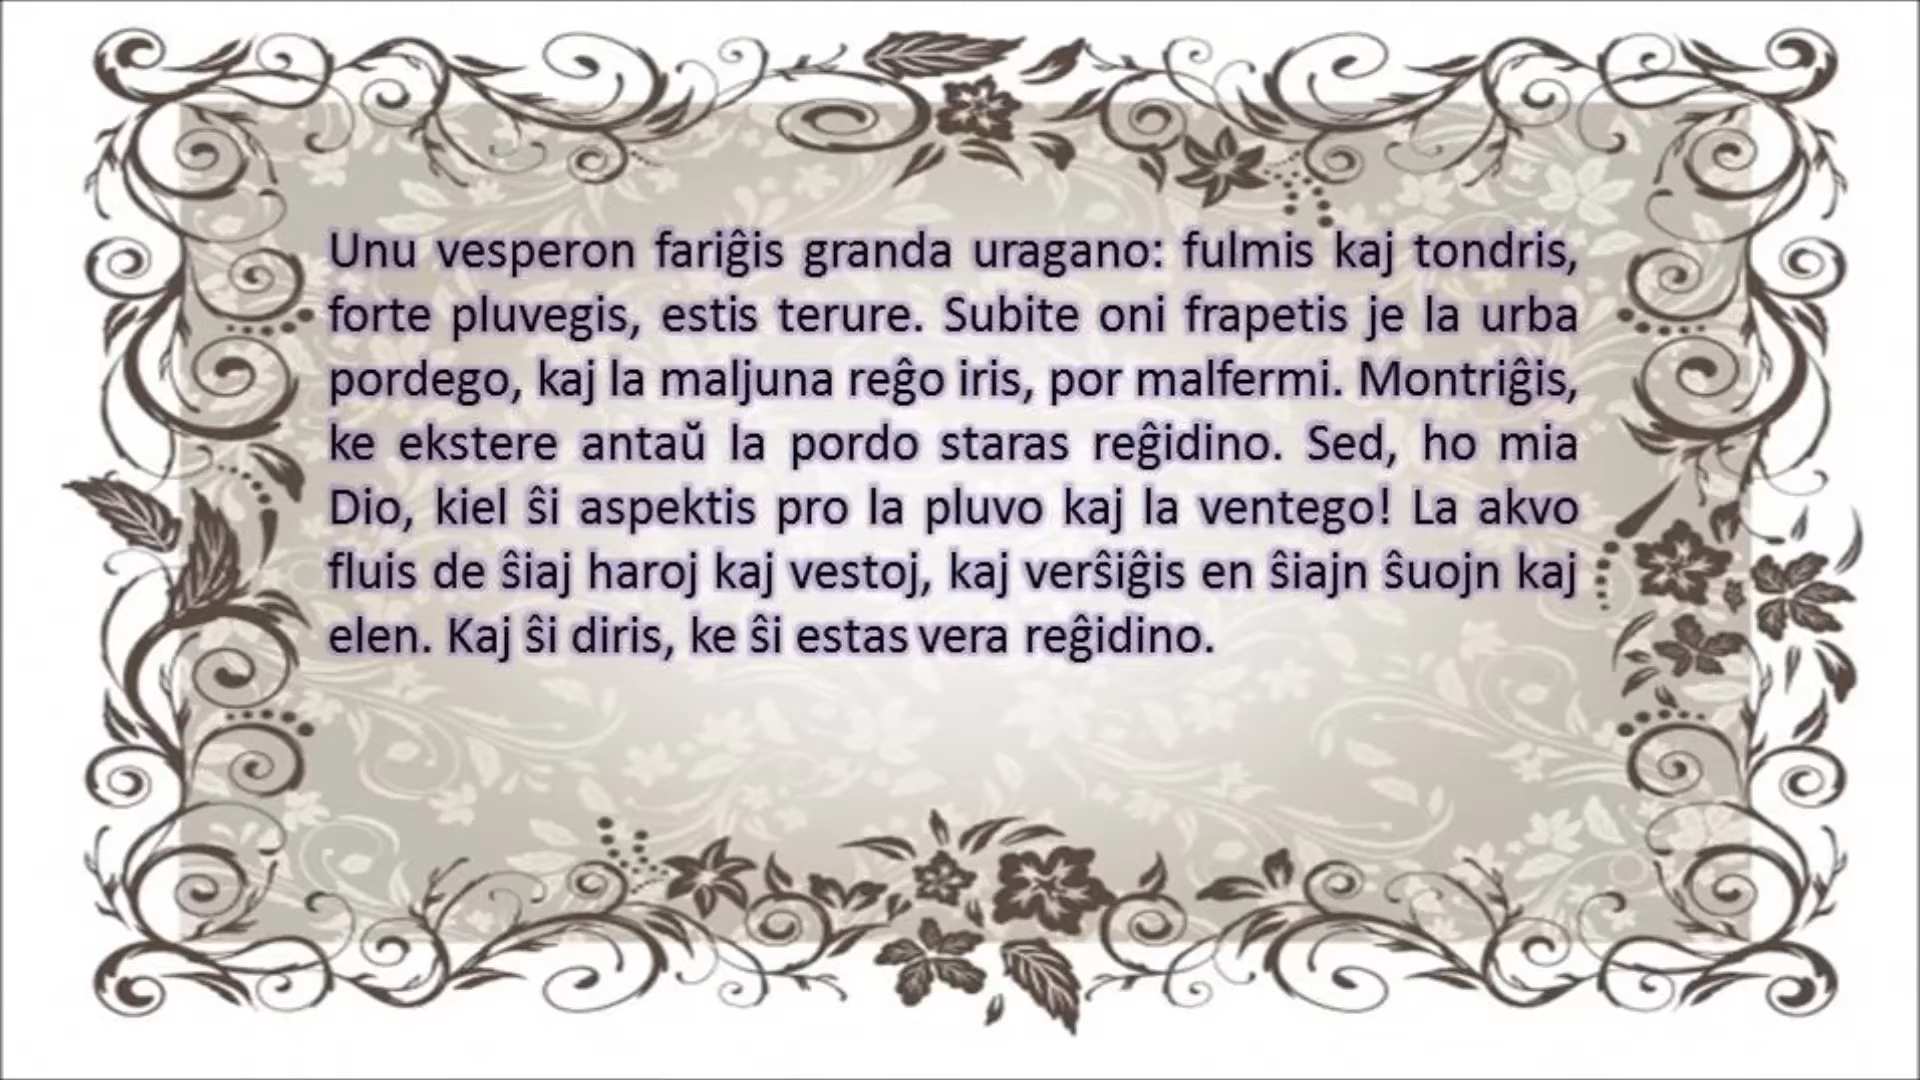 Unu vesperon fariĝis granda uragano: fulmis kaj tondris,
forte pluvegis, estis terure. Subite oni frapetis je la urba
pordego, kaj la maljuna reĝo iris, por malfermi. Montriĝis,
ke ekstere antaŭ la pordo staras reĝidino. Sed, ho mia
Dio, kiel ŝi aspektis pro la pluvo kaj la ventego! La akvo
fluis de ŝiaj haroj kaj vestoj, kaj verŝiĝis en ŝiajn ŝuojn kaj
elen. Kaj ŝi diris, ke ŝi estas vera reĝidino.